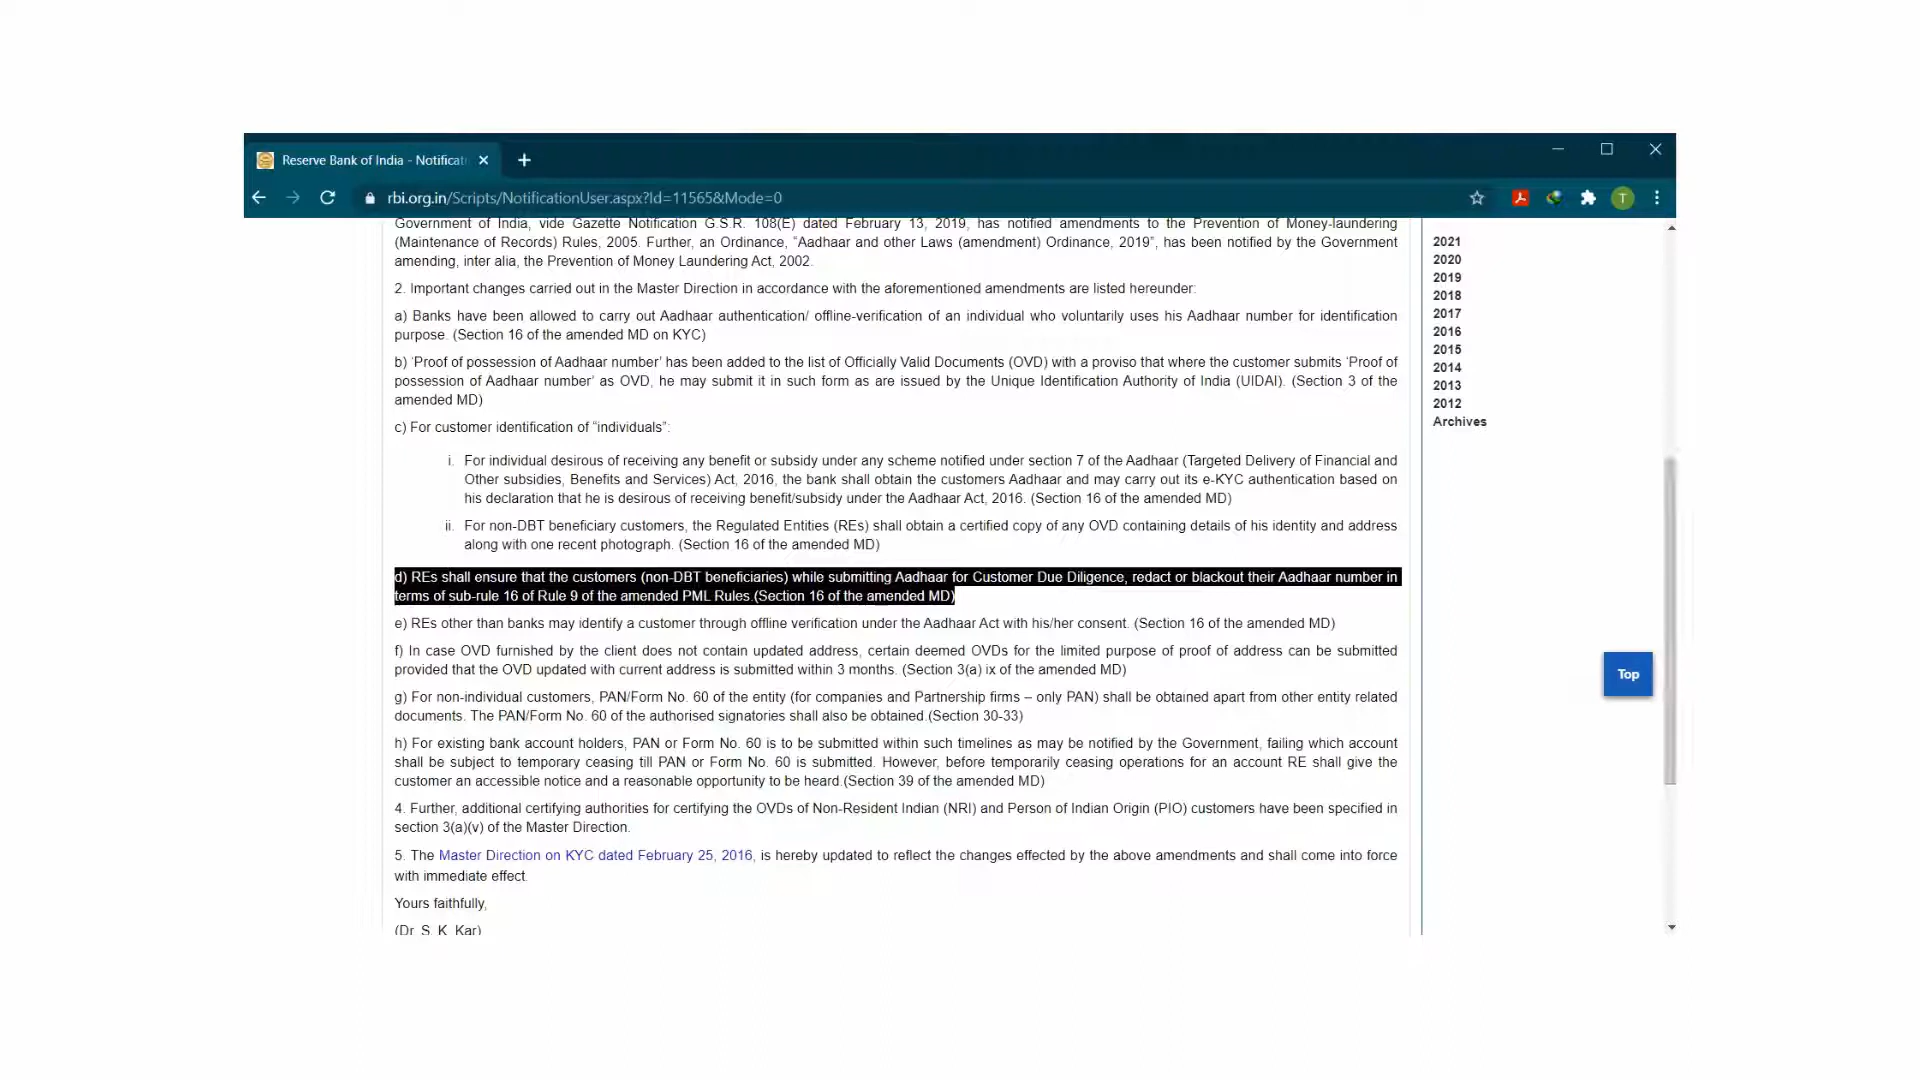 Reserve Bank of India - Notificat
rbi.org.in/Scripts/NotificationUser.aspx?Id=11565&Mode=0
T
Government of India, vide Gazette Notification G.S.R. 108(E) dated February 13, 2019, has notified amendments to the Prevention of Money-laundering
(Maintenance of Records) Rules, 2005. Further, an Ordinance, “Aadhaar and other Laws (amendment) Ordinance, 2019”, has been notified by the Government
amending, inter alia, the Prevention of Money Laundering Act, 2002.
2. Important changes carried out in the Master Direction in accordance with the aforementioned amendments are listed hereunder:
a) Banks have been allowed to carry out Aadhaar authentication/ offline-verification of an individual who voluntarily uses his Aadhaar number for identification
purpose. (Section 16 of the amended MD on KYC)
b) ‘Proof of possession of Aadhaar number’ has been added to the list of Officially Valid Documents (OVD) with a proviso that where the customer submits ‘Proof of
possession of Aadhaar number’ as OVD, he may submit it in such form as are issued by the Unique Identification Authority of India (UIDAI). (Section 3 of the
amended MD)
c) For customer identification of “individuals”:
i. For individual desirous of receiving any benefit or subsidy under any scheme notified under section 7 of the Aadhaar (Targeted Delivery of Financial and
Other subsidies, Benefits and Services) Act, 2016, the bank shall obtain the customers Aadhaar and may carry out its e-KYC authentication based on
his declaration that he is desirous of receiving benefit/subsidy under the Aadhaar Act, 2016. (Section 16 of the amended MD)
ii. For non-DBT beneficiary customers, the Regulated Entities (REs) shall obtain a certified copy of any OVD containing details of his identity and address
along with one recent photograph. (Section 16 of the amended MD)
d) REs shall ensure that the customers (non-DBT beneficiaries) while submitting Aadhaar for Customer Due Diligence, redact or blackout their Aadhaar number in
terms of sub-rule 16 of Rule 9 of the amended PML Rules.(Section 16 of the amended MD)
e) REs other than banks may identify a customer through offline verification under the Aadhaar Act with his/her consent. (Section 16 of the amended MD)
f) In case OVD furnished by the client does not contain updated address, certain deemed OVDs for the limited purpose of proof of address can be submitted
provided that the OVD updated with current address is submitted within 3 months. (Section 3(a) ix of the amended MD)
g) For non-individual customers, PAN/Form No. 60 of the entity (for companies and Partnership firms – only PAN) shall be obtained apart from other entity related
documents. The PAN/Form No. 60 of the authorised signatories shall also be obtained.(Section 30-33)
h) For existing bank account holders, PAN or Form No. 60 is to be submitted within such timelines as may be notified by the Government, failing which account
shall be subject to temporary ceasing till PAN or Form No. 60 is submitted. However, before temporarily ceasing operations for an account RE shall give the
customer an accessible notice and a reasonable opportunity to be heard.(Section 39 of the amended MD)
4. Further, additional certifying authorities for certifying the OVDs of Non-Resident Indian (NRI) and Person of Indian Origin (PIO) customers have been specified in
section 3(a)(v) of the Master Direction.
5. The Master Direction on KYC dated February 25, 2016, is hereby updated to reflect the changes effected by the above amendments and shall come into force
with immediate effect.
Yours faithfully,
(Dr. S. K. Kar)
2021
2020
2019
2018
2017
2016
2015
2014
2013
2012
Archives
Top